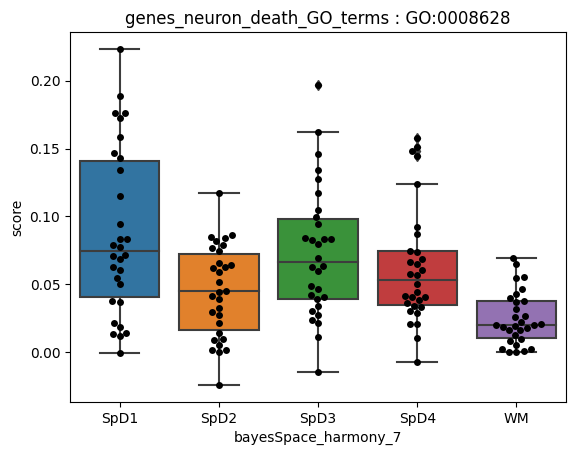 genes_neuron_death_GO_terms : GO:0008628
score
0.20
0.15
0.10
0.05
0.00
SpD1 SpD2 SpD3 SpD4 WM
bayesSpace_harmony_7